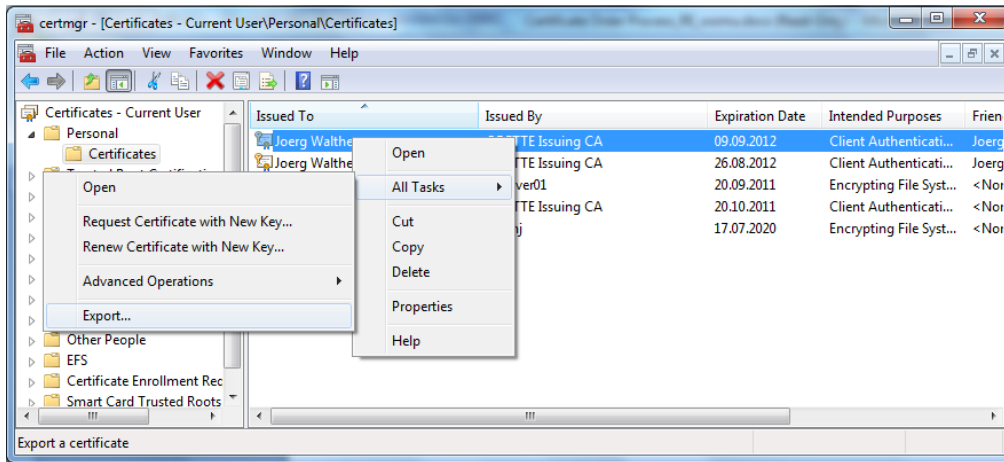 certmgr - [Certificates - Current User\Personal\Certificates]
File Action View Favorites Window Help
Certificates - Current User
Personal
Certificates
Issued To Issued By Expiration Date Intended Purposes Frien
Joerg Walthe TTE Issuing CA 09.09.2012 Client Authenticati... Joerg
Joerg Walthe TTE Issuing CA 26.08.2012 Client Authenticati... Joerg
ver01 20.09.2011 Encrypting File Syst... <Nor
TTE Issuing CA 20.10.2011 Client Authenticati... <Nor
nj 17.07.2020 Encrypting File Syst... <Nor
Open
All Tasks
Cut
Copy
Delete
Properties
Help
Open
Request Certificate with New Key...
Renew Certificate with New Key...
Advanced Operations
Export...
Other People
EFS
Certificate Enrollment Rec
Smart Card Trusted Roots
Export a certificate